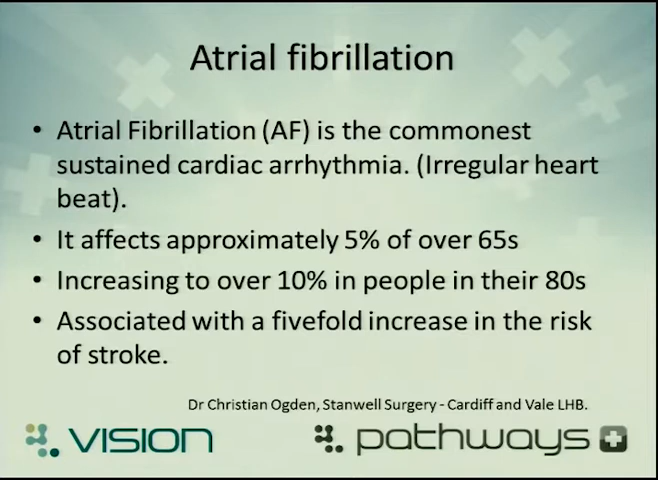 Atrial fibrillation
• Atrial Fibrillation (AF) is the commonest
sustained cardiac arrhythmia. (Irregular heart
beat).
• It affects approximately 5% of over 65s
• Increasing to over 10% in people in their 80s
• Associated with a fivefold increase in the risk
of stroke.
Dr Christian Ogden, Stanwell Surgery - Cardiff and Vale LHB.
VISION
pathways